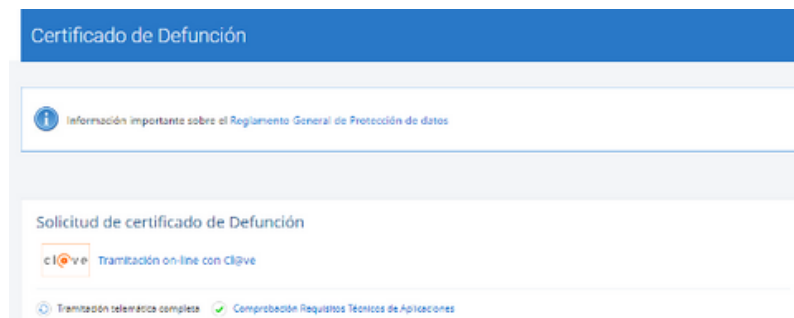 Certificado de Defunción
Información importante sobre el Reglamento General de Protección de datos
Solicitud de certificado de Defunción
cl@ve Tramitación on-line con Cl@ve
Tramitación telemática completa Comprobación Requisitos Técnicos de Aplicaciones